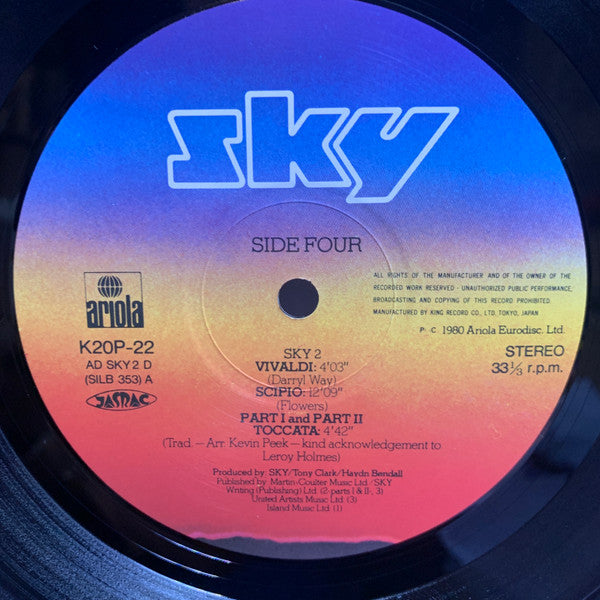 sky
SIDE FOUR
ariola
K20P-22
AD SKY 2 D
(SILB 353) A
JASRAC
ALL RIGHTS OF THE MANUFACTURER AND OF THE OWNER OF THE
RECORDED WORK RESERVED - UNAUTHORIZED PUBLIC PERFORMANCE,
BROADCASTING AND COPYING OF THIS RECORD PROHIBITED.
MANUFACTURED BY KING RECORD CO., LTD, TOKYO, JAPAN
P. C. 1980 Ariola Eurodisc. Ltd.
STEREO
33⅓ r.p.m.
SKY 2
VIVALDI: 4'03"
(Darryl Way)
SCIPIO: 12'09"
(Flowers)
PART I and PART II
TOCCATA: 4'42"
(Trad. — Arr. Kevin Peek — kind acknowledgement to
Leroy Holmes)
Produced by: SKY/Tony Clark/Haydn Bendall
Published by: Martin-Coulter Music Ltd./SKY
Writing (Publishing) Ltd. (2-parts I & II-, 3)
United Artists Music Ltd. (3)
Island Music Ltd. (1)